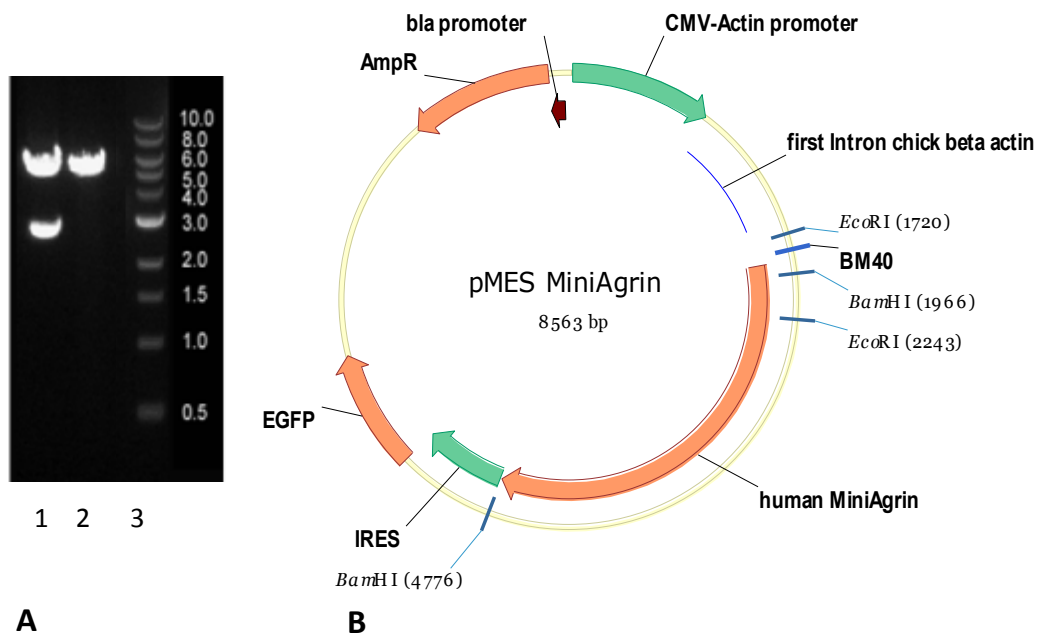 10.0
8.0
6.0
5.0
4.0
3.0
2.0
1.5
1.0
0.5
1 2 3
A
bla promoter
CMV-Actin promoter
AmpR
first Intron chick beta actin
EcoRI (1720)
BM40
BamHI (1966)
EcoRI (2243)
pMES MiniAgrin
8563 bp
EGFP
human MiniAgrin
IRES
BamHI (4776)
B